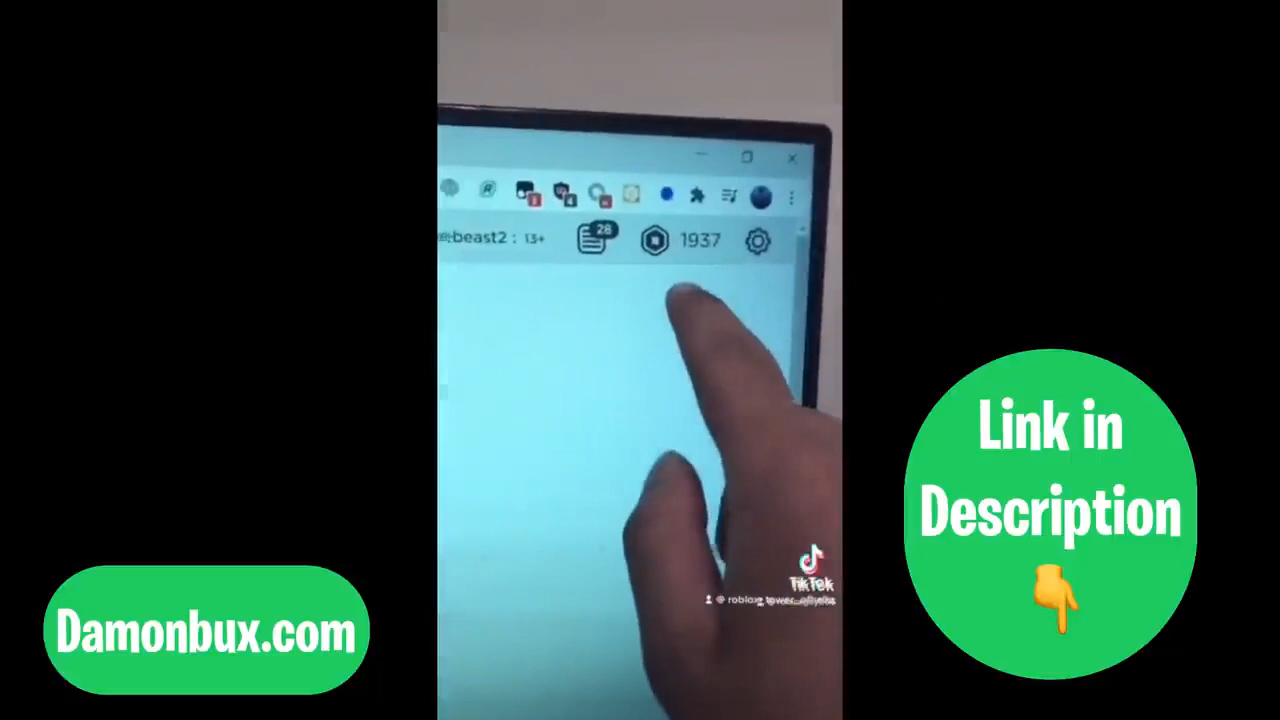 beast2 : 13+
28
1937
Link in
Description
Damonbux.com
TikTok